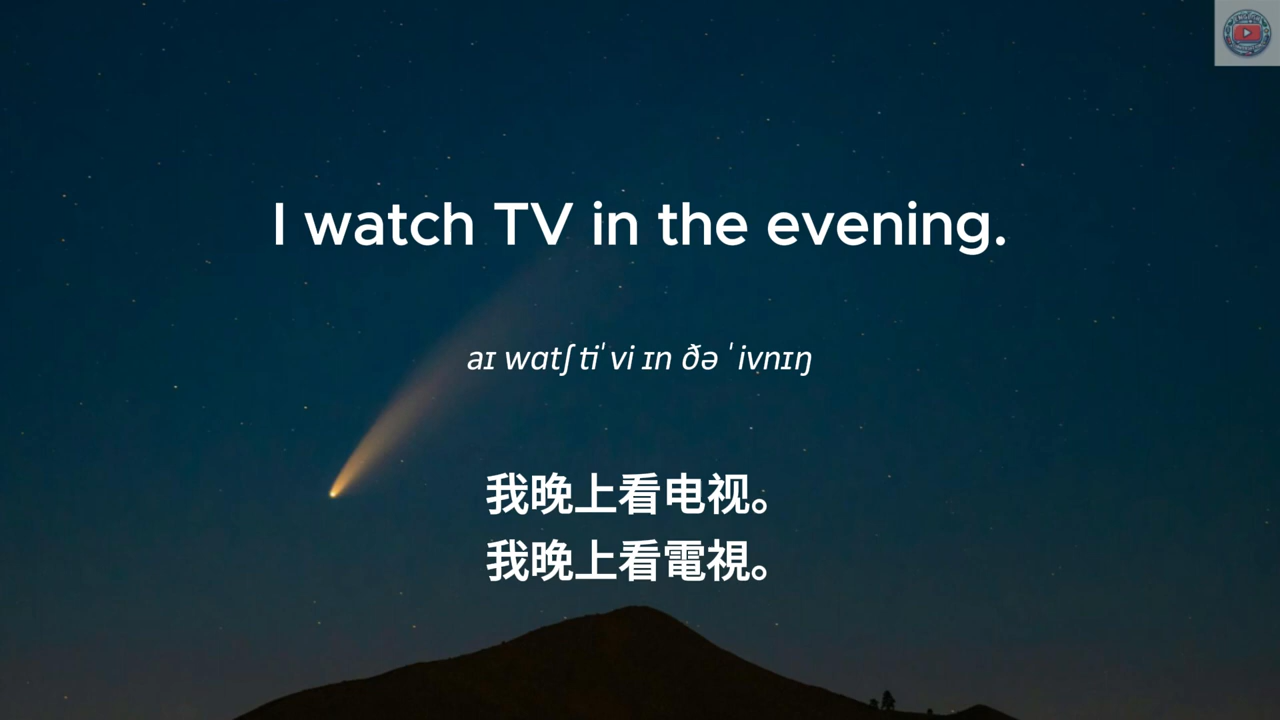 I watch TV in the evening.
aɪ wɑtʃ tiˈvi ɪn ðə ˈivnɪŋ
我晚上看电视。
我晚上看電視。